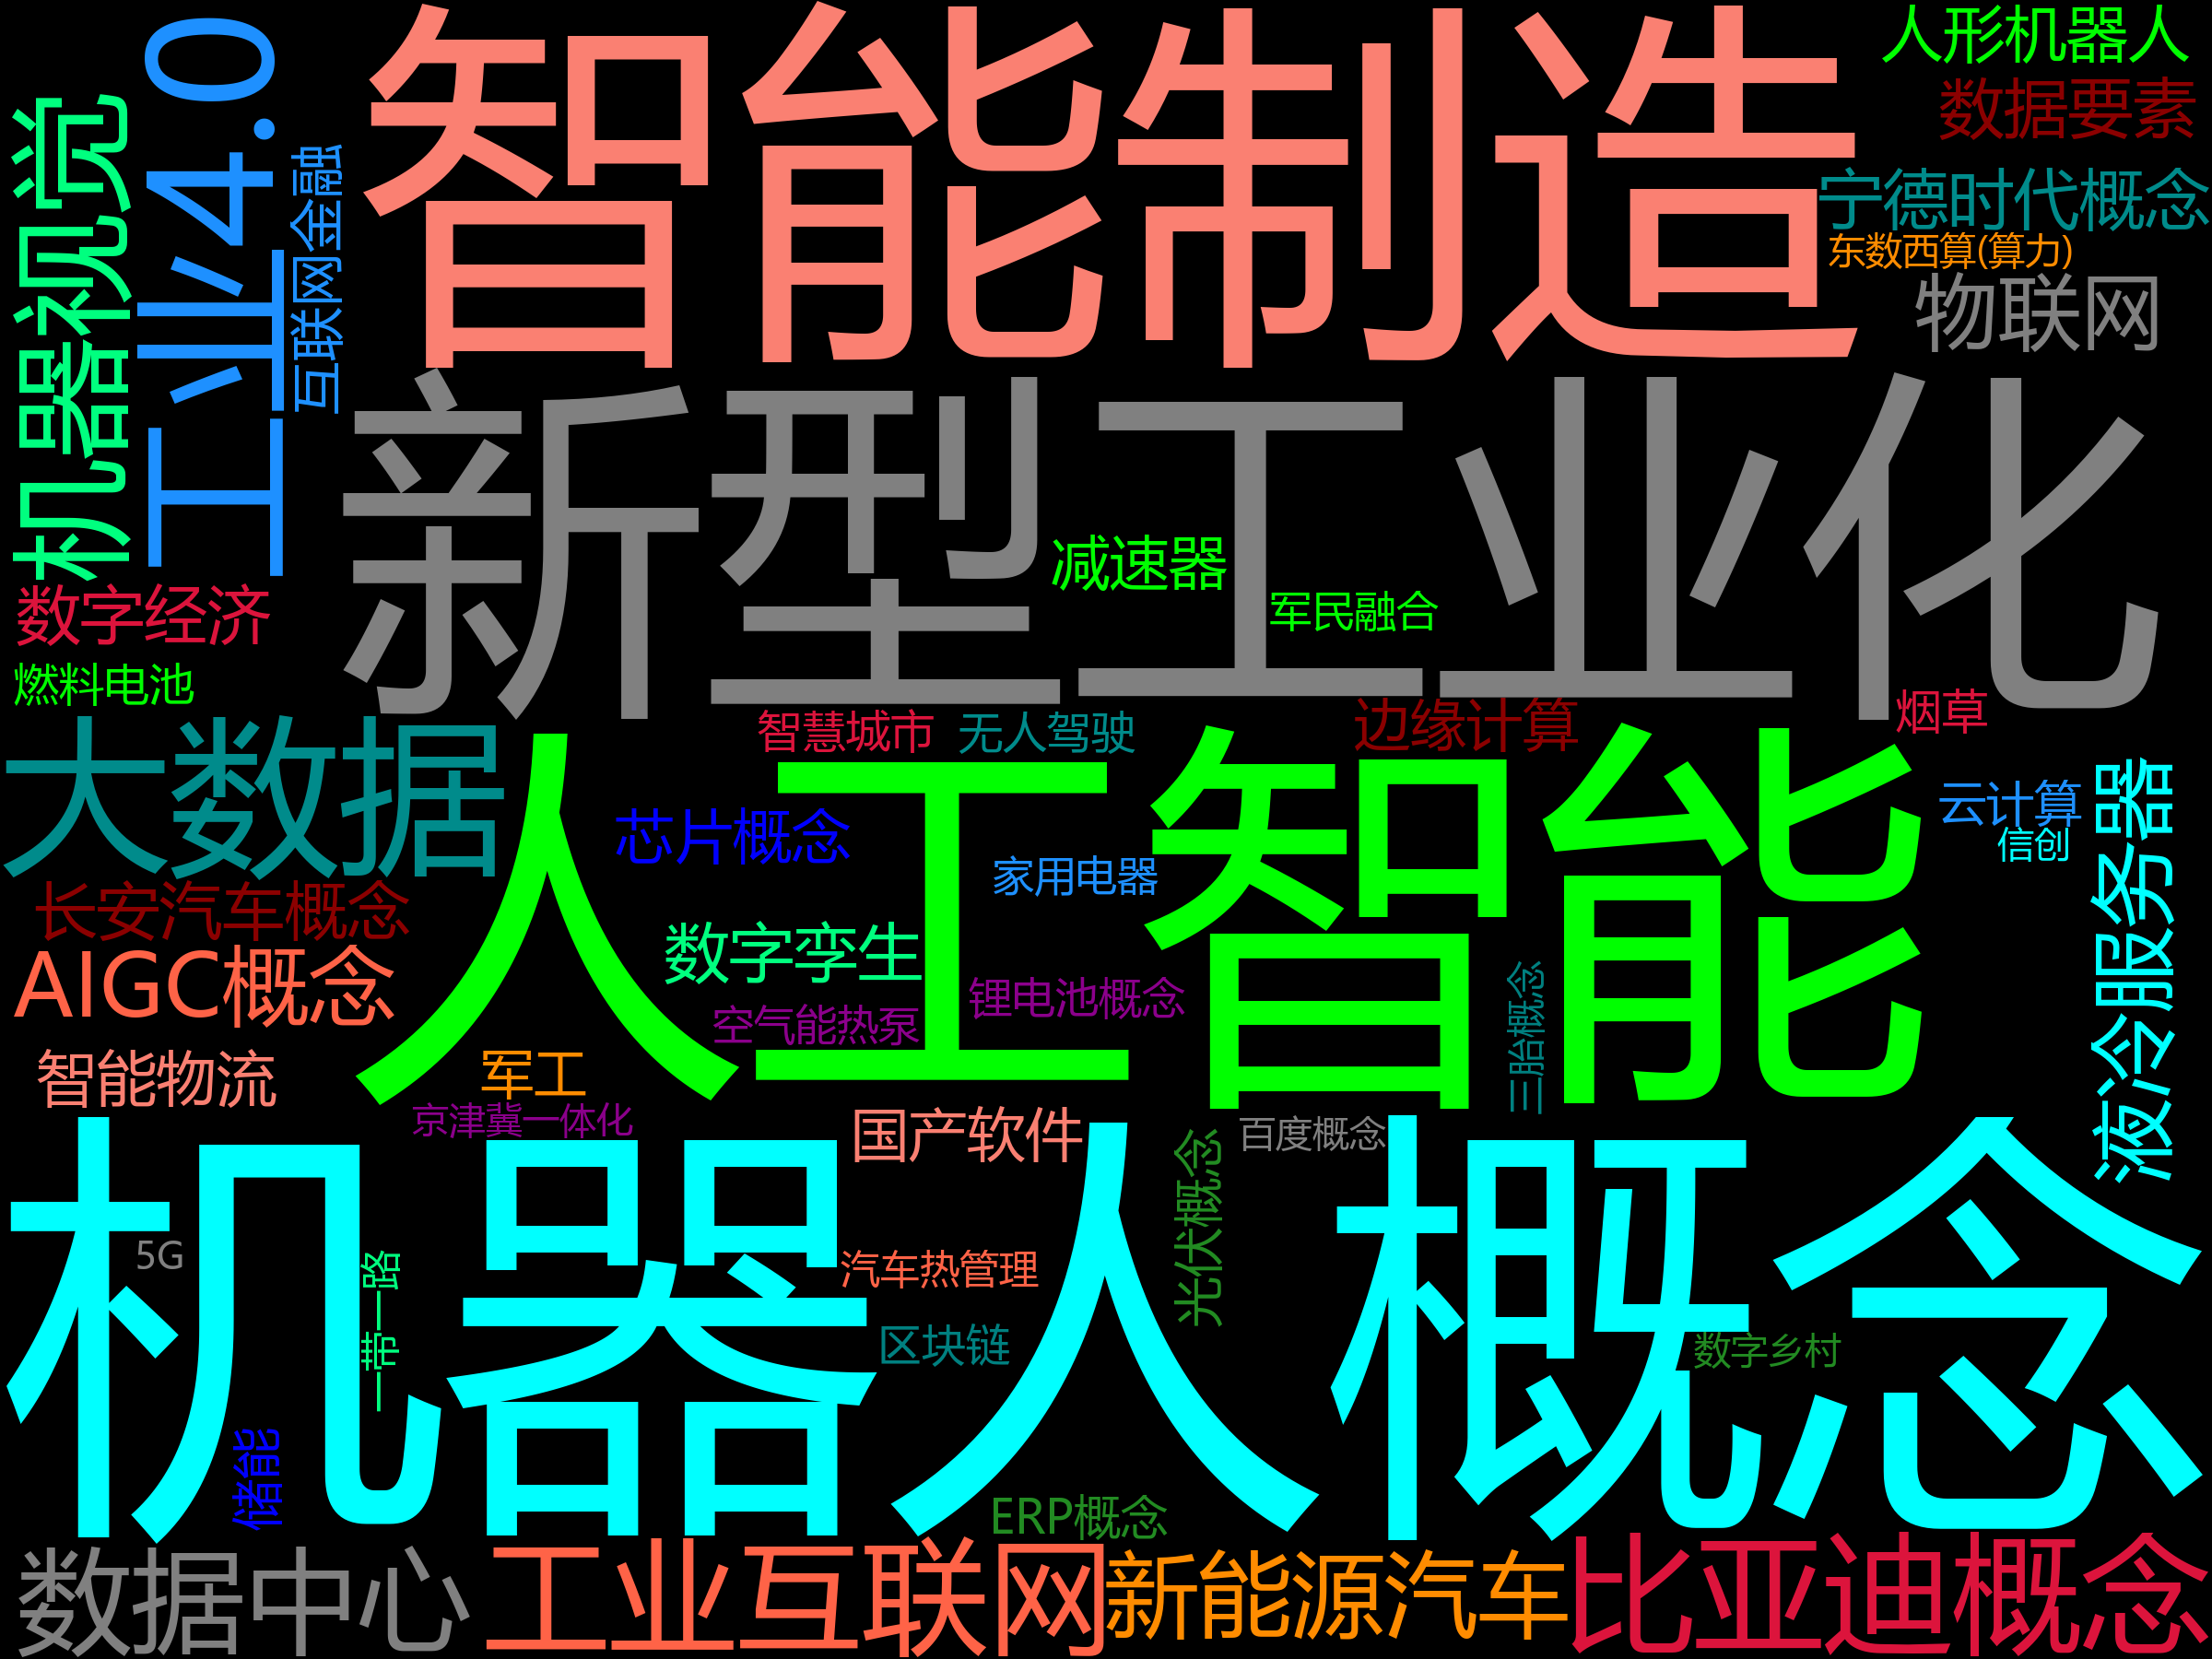 智能制造
人形机器人
数据要素
宁德时代概念
东数西算(算力)
物联网
机器视觉
工业4.0
互联网金融
新型工业化
减速器
军民融合
数字经济
燃料电池
烟草
智慧城市
无人驾驶
边缘计算
大数据
人工智能
芯片概念
家用电器
云计算
信创
液冷服务器
长安汽车概念
数字孪生
AIGC概念
锂电池概念
空气能热泵
三胎概念
智能物流
军工
京津冀一体化
国产软件
百度概念
光伏概念
机器人概念
5G
一带一路
汽车热管理
区块链
数字乡村
储能
ERP概念
数据中心
工业互联网
新能源汽车
比亚迪概念